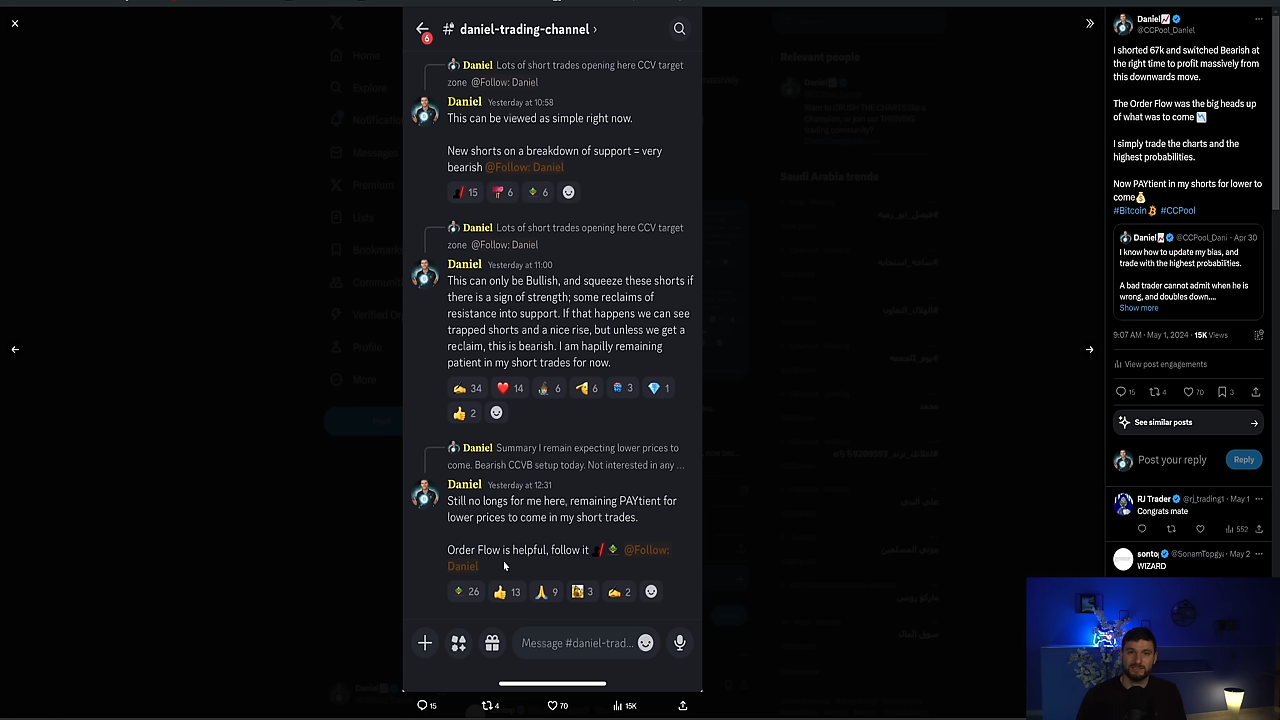 daniel-trading-channel ›
6
Daniel Lots of short trades opening here CCV target
zone @Follow: Daniel
Daniel Yesterday at 10:58
This can be viewed as simple right now.
New shorts on a breakdown of support = very
bearish @Follow: Daniel
15 6 6
Daniel Lots of short trades opening here CCV target
zone @Follow: Daniel
Daniel Yesterday at 11:00
This can only be Bullish, and squeeze these shorts if
there is a sign of strength; some reclaims of
resistance into support. If that happens we can see
trapped shorts and a nice rise, but unless we get a
reclaim, this is bearish. I am hapilly remaining
patient in my short trades for now.
34 14 6 6 3 1
2
Daniel Summary I remain expecting lower prices to
come. Bearish CCVB setup today. Not interested in any ...
Daniel Yesterday at 12:31
Still no longs for me here, remaining PAYtient for
lower prices to come in my short trades.
Order Flow is helpful, follow it @Follow:
Daniel
26 13 9 3 2
Message #daniel-trad...
15 4 70 15K
Explore
Messages
Premium
Lists
Profile
More
Relevant people
Saudi Arabia trends
Daniel
@CCPool_Daniel
I shorted 67k and switched Bearish at
the right time to profit massively from
this downwards move.
The Order Flow was the big heads up
of what was to come
I simply trade the charts and the
highest probabilities.
Now PAYtient in my shorts for lower to
come
#Bitcoin #CCPool
Daniel @CCPool_Dani · Apr 30
I know how to update my bias, and
trade with the highest probabiities.
A bad trader cannot admit when he is
wrong, and doubles down....
Show more
9:07 AM · May 1, 2024 · 15K Views
View post engagements
15 4 70 3
See similar posts
Post your reply Reply
RJ Trader @rj_trading1 · May 1
Congrats mate
552
@SonamTopgy · May 2
WIZARD